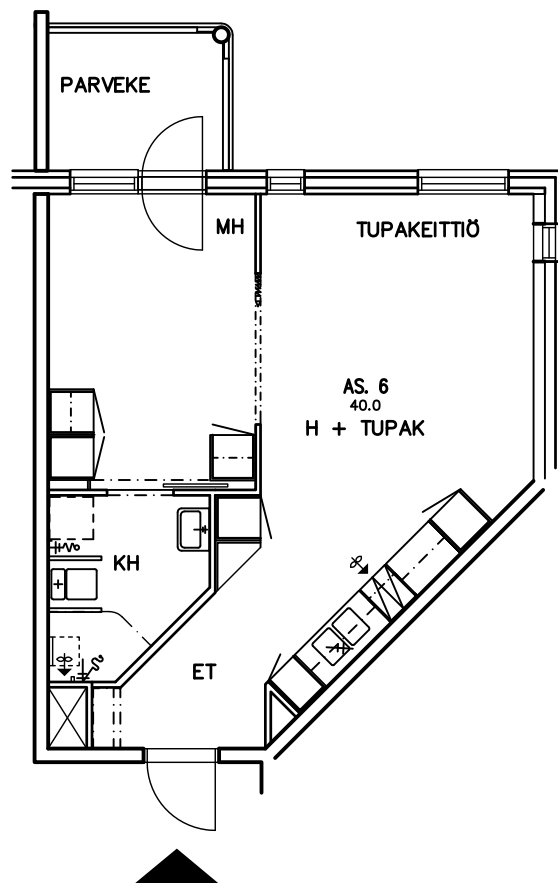 PARVEKE
MH
TUPAKEITTIÖ
AS. 6
40.0
H + TUPAK
KH
ET